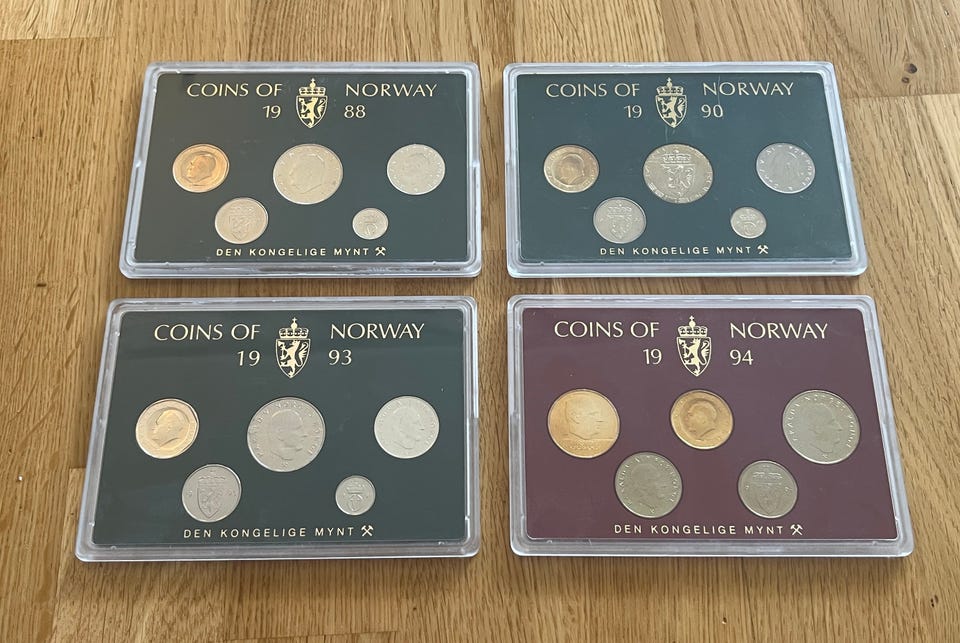 COINS OF NORWAY
19 88
DEN KONGELIGE MYNT
COINS OF NORWAY
19 90
DEN KONGELIGE MYNT
COINS OF NORWAY
19 93
DEN KONGELIGE MYNT
COINS OF NORWAY
19 94
DEN KONGELIGE MYNT